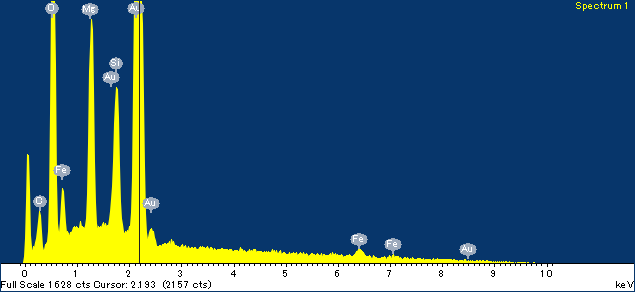 Spectrum 1
O Mg Au
Si
Au
Fe
Au
Fe Fe Au
0 1 2 3 4 5 6 7 8 9 10
Full Scale 1628 cts Cursor: 2.193 (2157 cts) keV